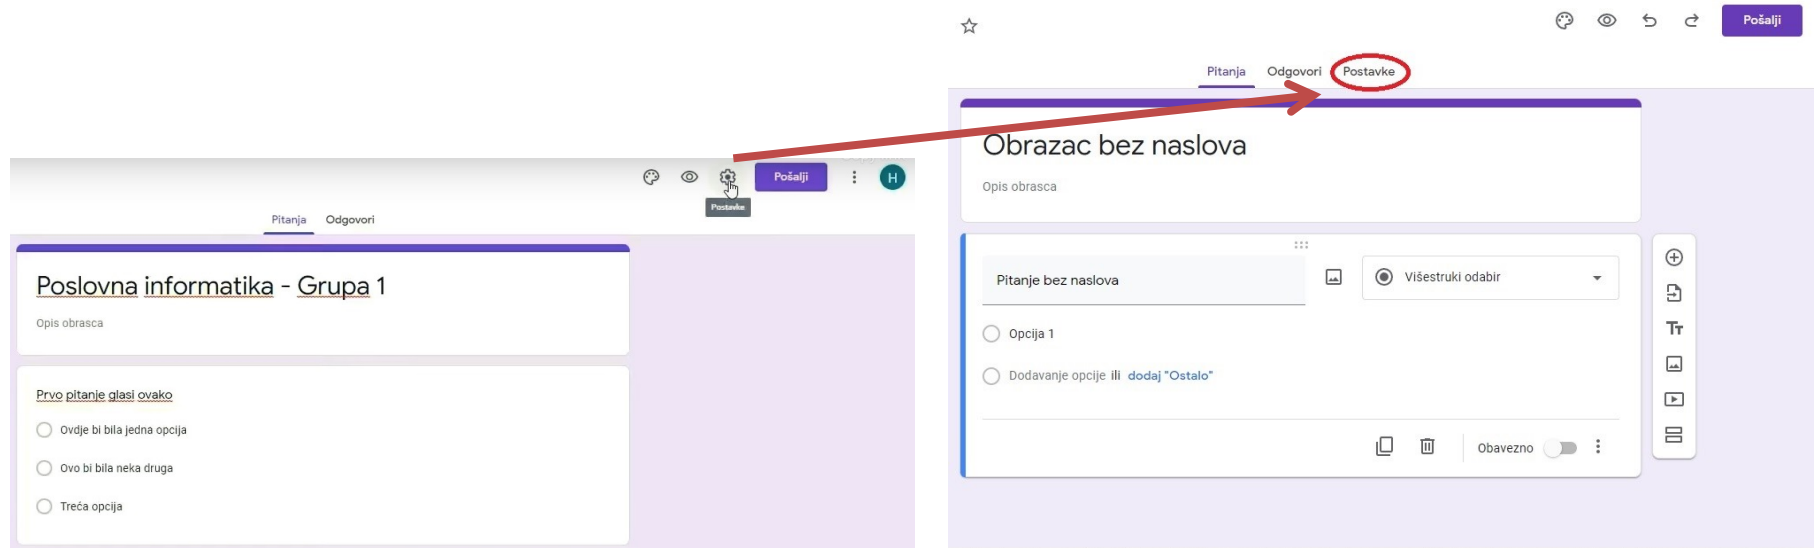 Pošalji
H
Postavke
Pitanja Odgovori
Poslovna informatika - Grupa 1
Opis obrasca
Prvo pitanje glasi ovako
Ovdje bi bila jedna opcija
Ovo bi bila neka druga
Treća opcija
Pošalji
Pitanja Odgovori Postavke
Obrazac bez naslova
Opis obrasca
Pitanje bez naslova
Višestruki odabir
Opcija 1
Dodavanje opcije ili dodaj "Ostalo"
Obavezno
Tт